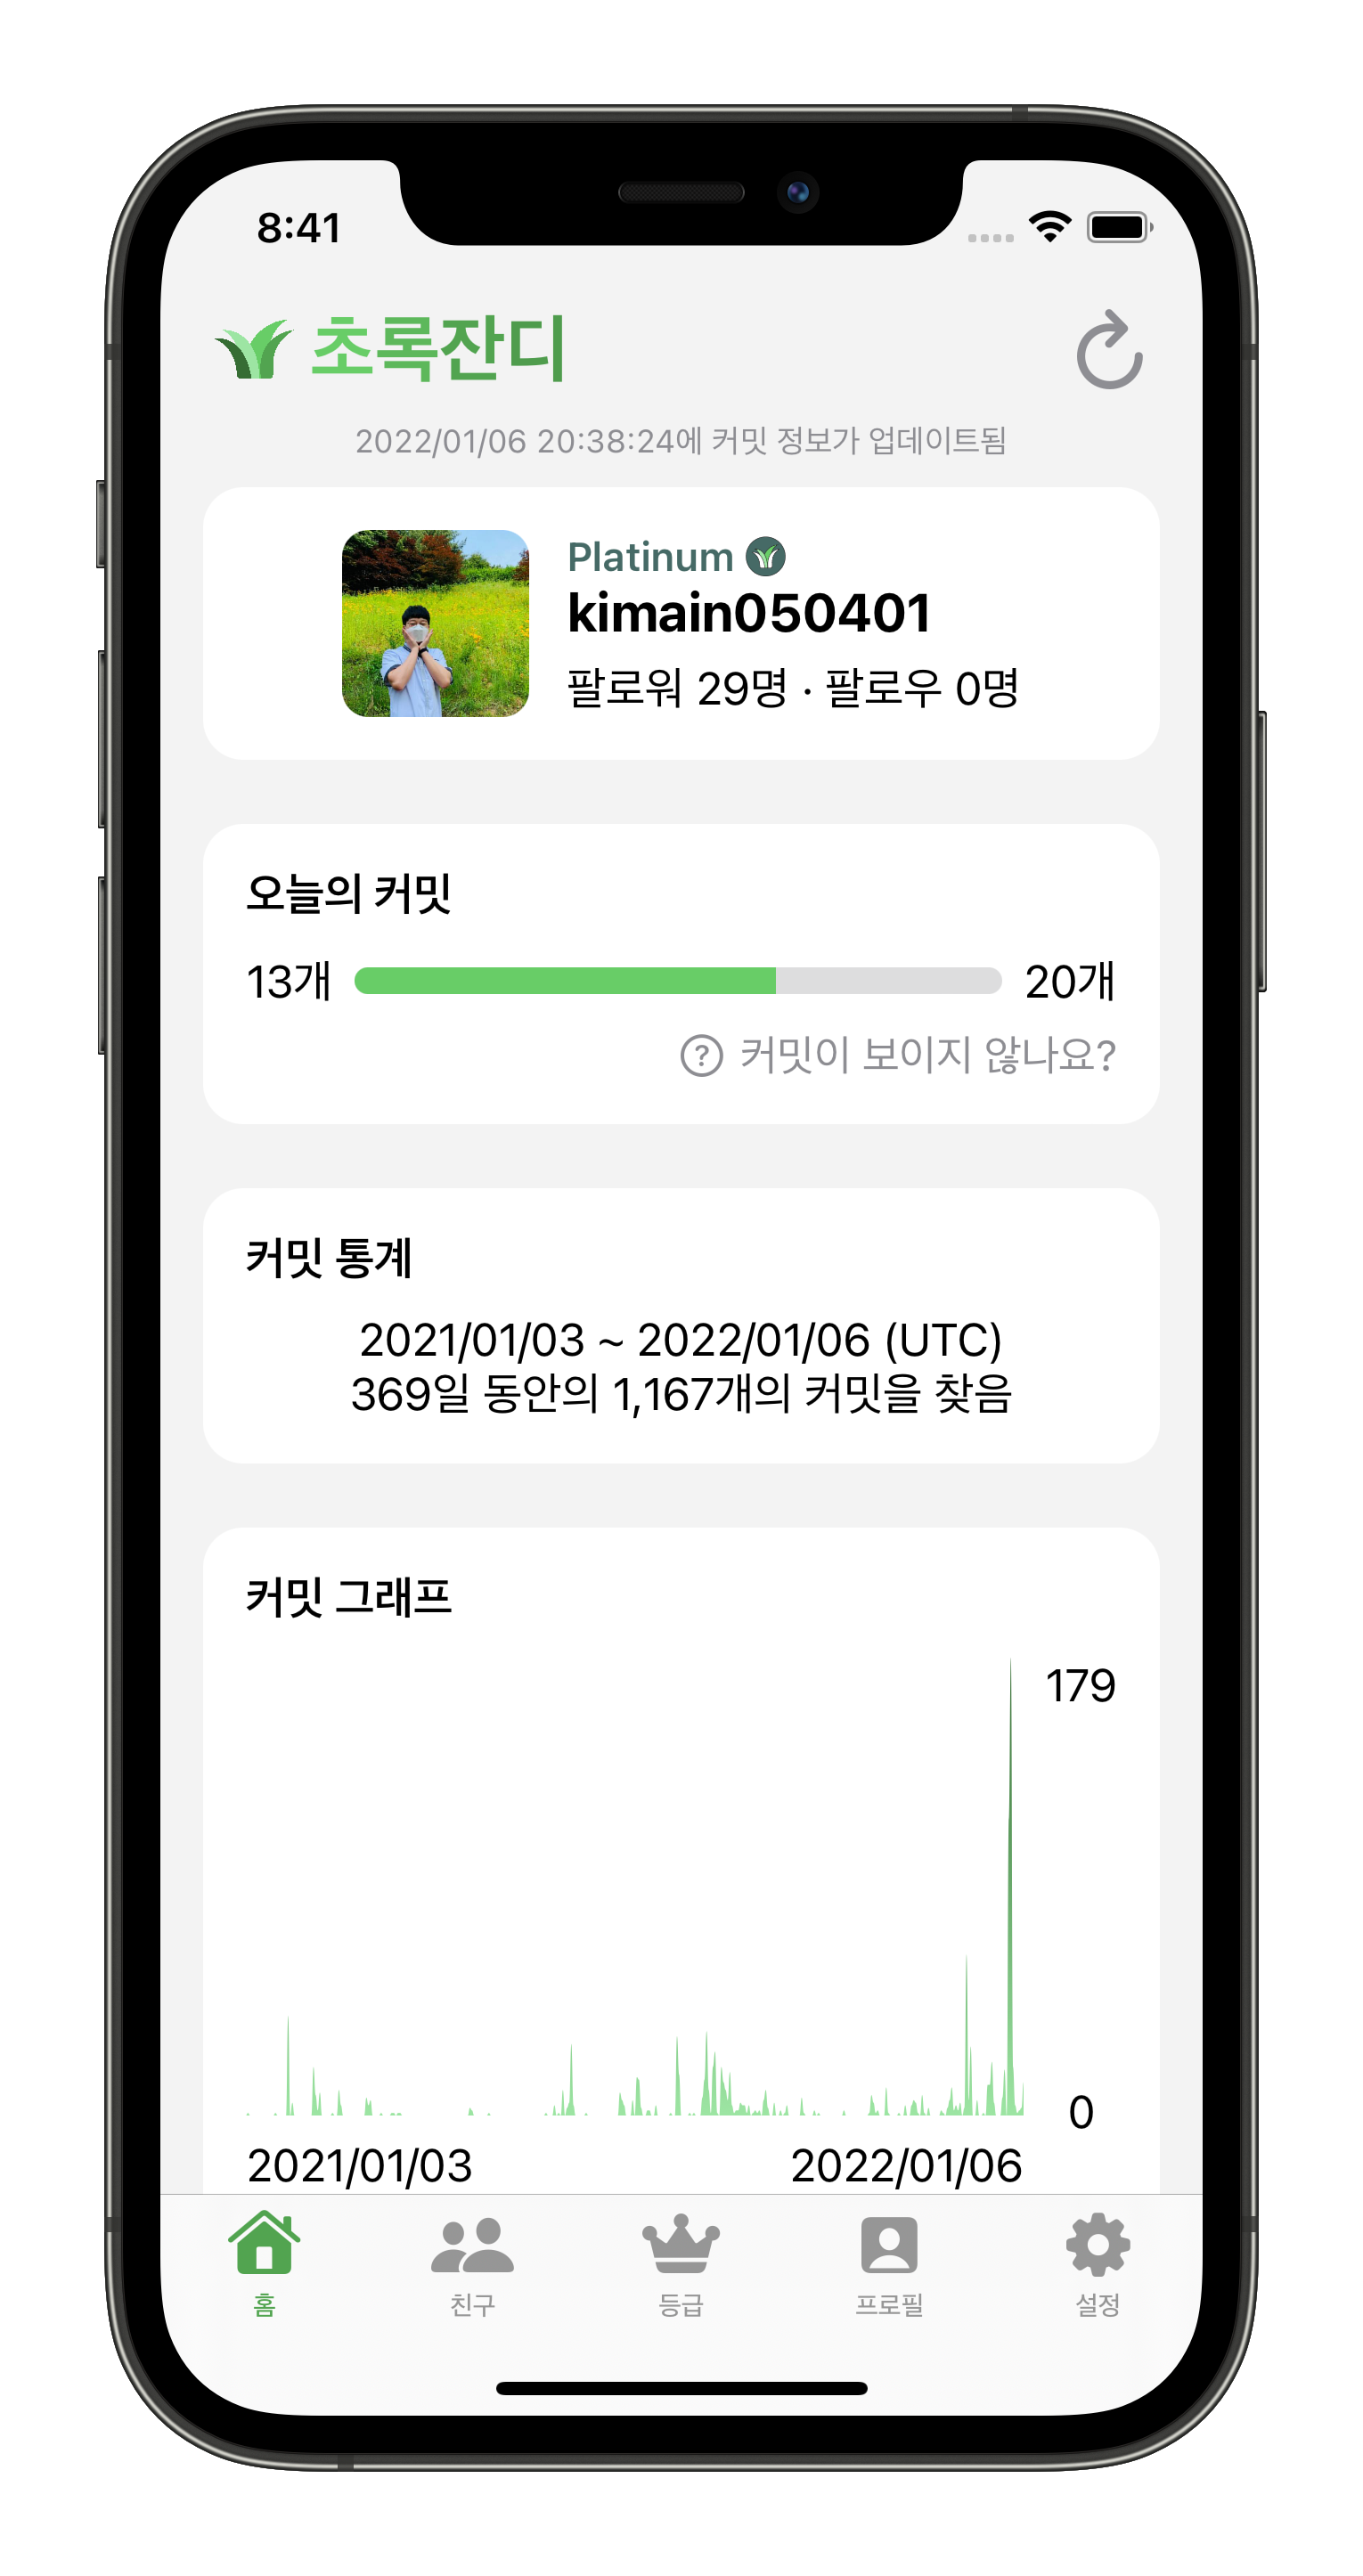 8:41
초록잔디
2022/01/06 20:38:24에 커밋 정보가 업데이트됨
Platinum
kimain050401
팔로워 29명 · 팔로우 0명
오늘의 커밋
13개 20개
? 커밋이 보이지 않나요?
커밋 통계
2021/01/03 ~ 2022/01/06 (UTC)
369일 동안의 1,167개의 커밋을 찾음
커밋 그래프
179
0
2021/01/03 2022/01/06
홈 친구 등급 프로필 설정